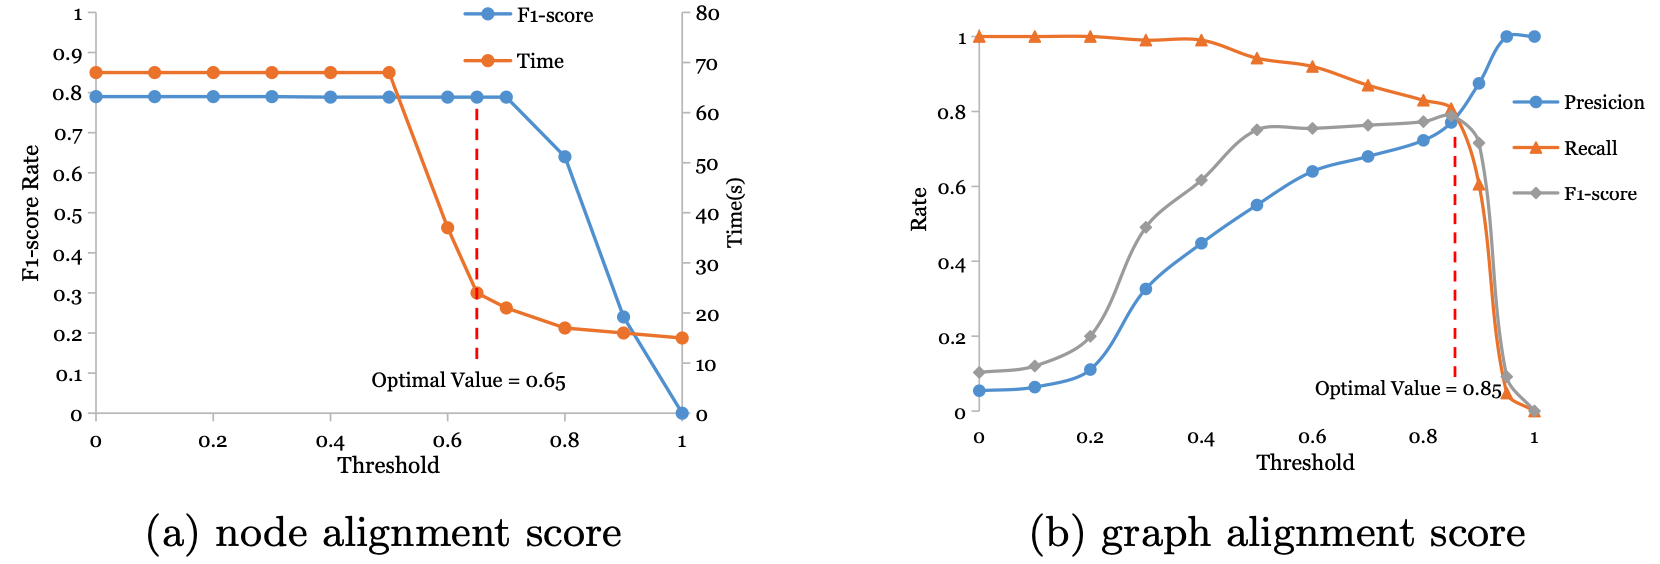 F1-score
Time
1
0.9
0.8
0.7
0.6
0.5
0.4
0.3
0.2
0.1
0
F1-score Rate
80
70
60
50
40
30
20
10
0
Time(s)
Optimal Value = 0.65
0 0.2 0.4 0.6 0.8 1
Threshold
(a) node alignment score
1
0.8
0.6
0.4
0.2
0
Rate
Presicion
Recall
F1-score
Optimal Value = 0.85
0 0.2 0.4 0.6 0.8 1
Threshold
(b) graph alignment score